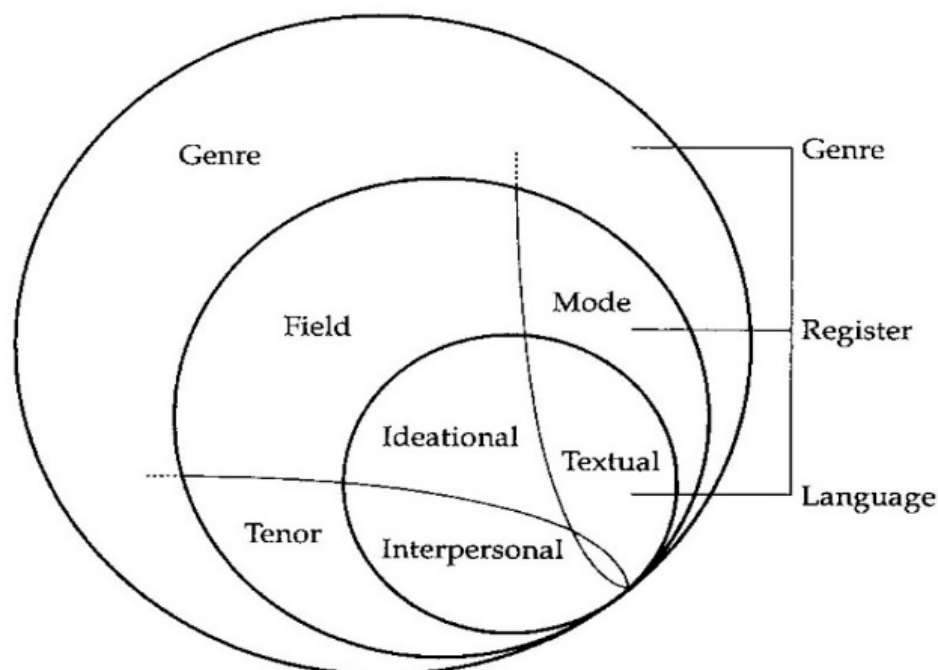 Genre
Genre
Mode
Field
Register
Ideational
Textual
Language
Tenor
Interpersonal